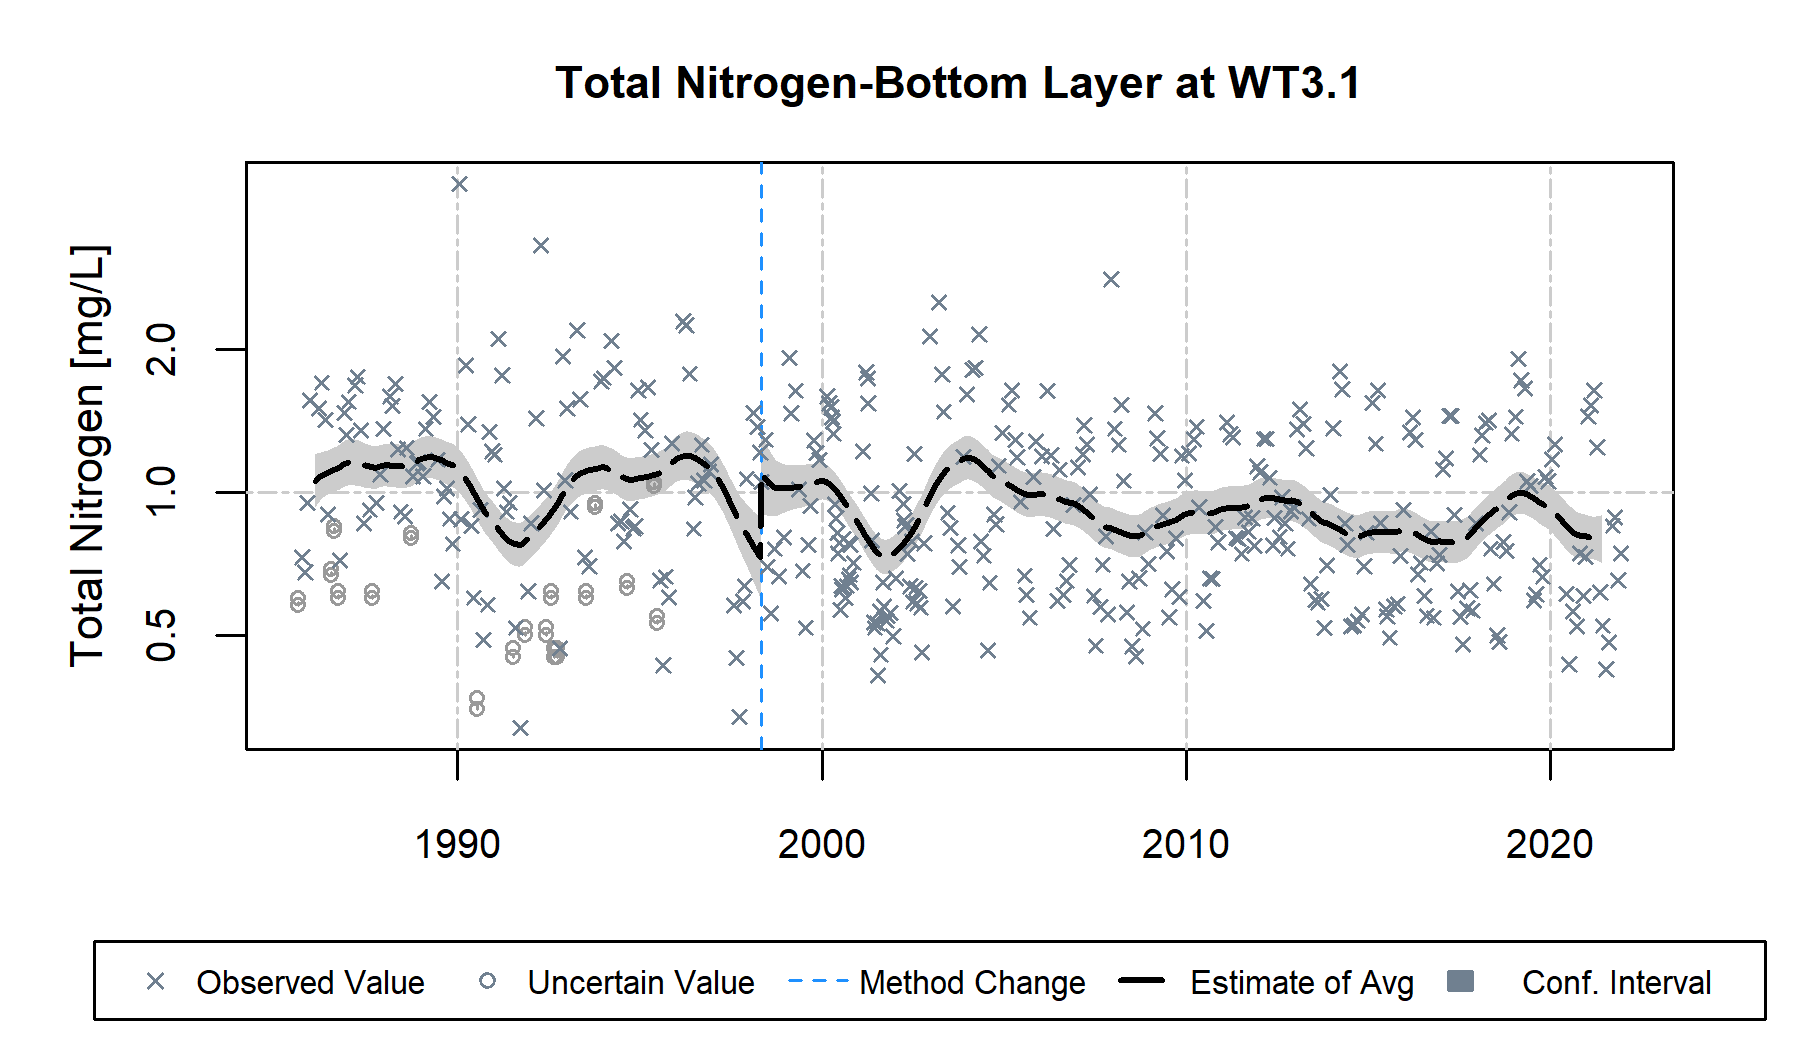 Total Nitrogen-Bottom Layer at WT3.1
Total Nitrogen [mg/L]
2.0
1.0
0.5
1990 2000 2010 2020
Observed Value Uncertain Value Method Change Estimate of Avg Conf. Interval